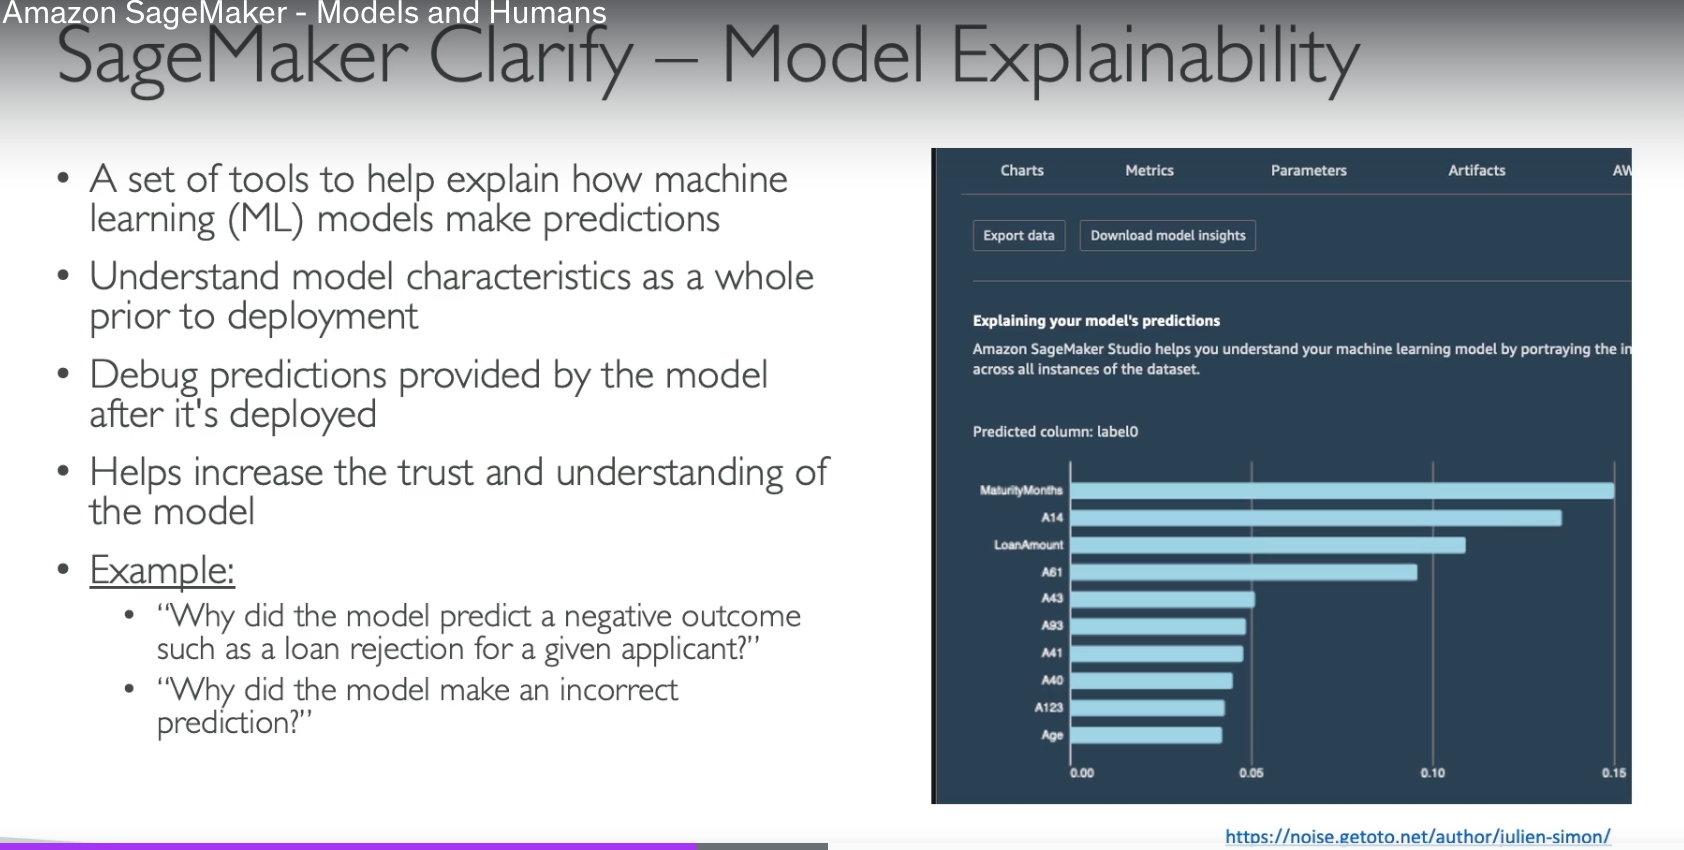 Amazon SageMaker - Models and Humans
SageMaker Clarify – Model Explainability
• A set of tools to help explain how machine
learning (ML) models make predictions
• Understand model characteristics as a whole
prior to deployment
• Debug predictions provided by the model
after it's deployed
• Helps increase the trust and understanding of
the model
• Example:
• “Why did the model predict a negative outcome
such as a loan rejection for a given applicant?”
• “Why did the model make an incorrect
prediction?”
Charts Metrics Parameters Artifacts AW
Export data Download model insights
Explaining your model's predictions
Amazon SageMaker Studio helps you understand your machine learning model by portraying the in
across all instances of the dataset.
Predicted column: label0
MaturityMonths
A14
LoanAmount
A61
A43
A93
A41
A40
A123
Age
0.00 0.05 0.10 0.15
https://noise.getoto.net/author/julien-simon/